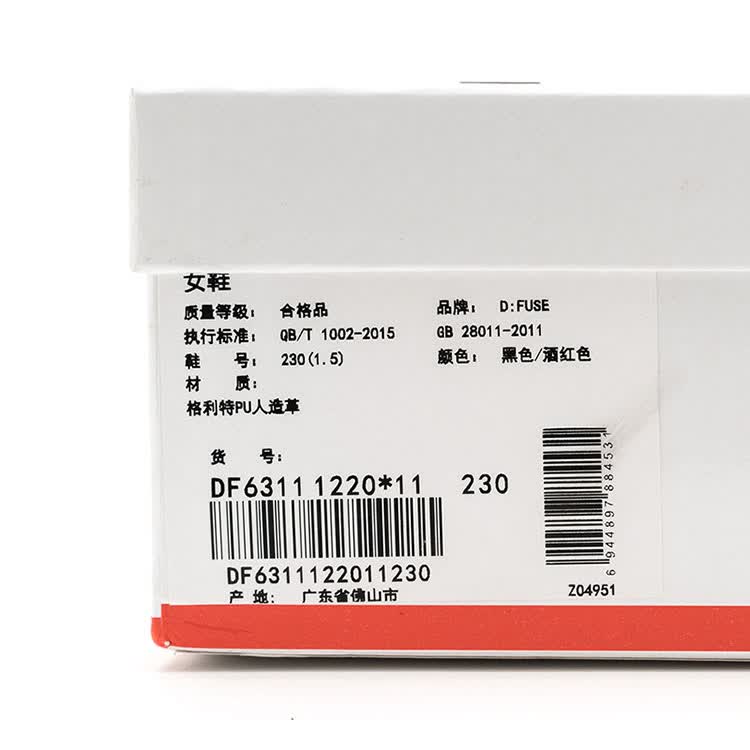 女鞋
质量等级: 合格品 品牌: D:FUSE
执行标准: QB/T 1002-2015 GB 28011-2011
鞋 号: 230(1.5) 颜色: 黑色/酒红色
材 质:
格利特PU人造革
货 号:
DF63111220*11 230
DF6311122011230
产 地: 广东省佛山市
6944897884531
Z04951